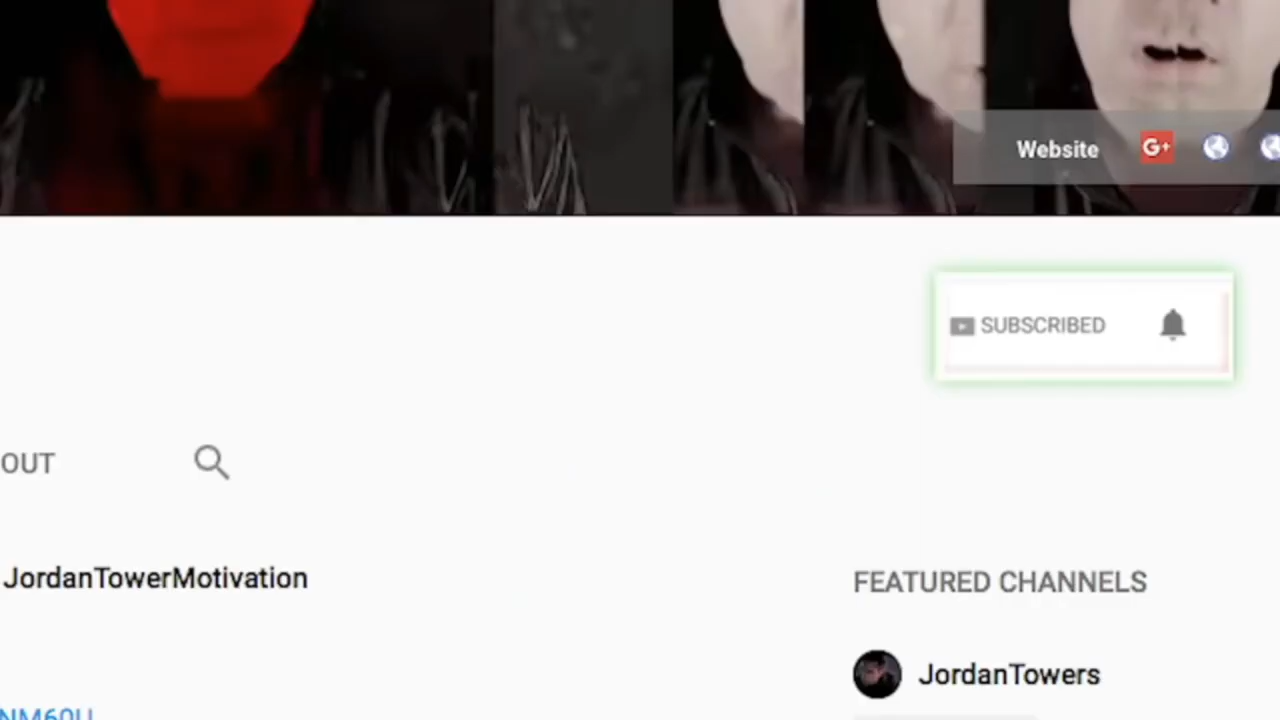 Website G+
SUBSCRIBED
OUT
JordanTowerMotivation
FEATURED CHANNELS
JordanTowers